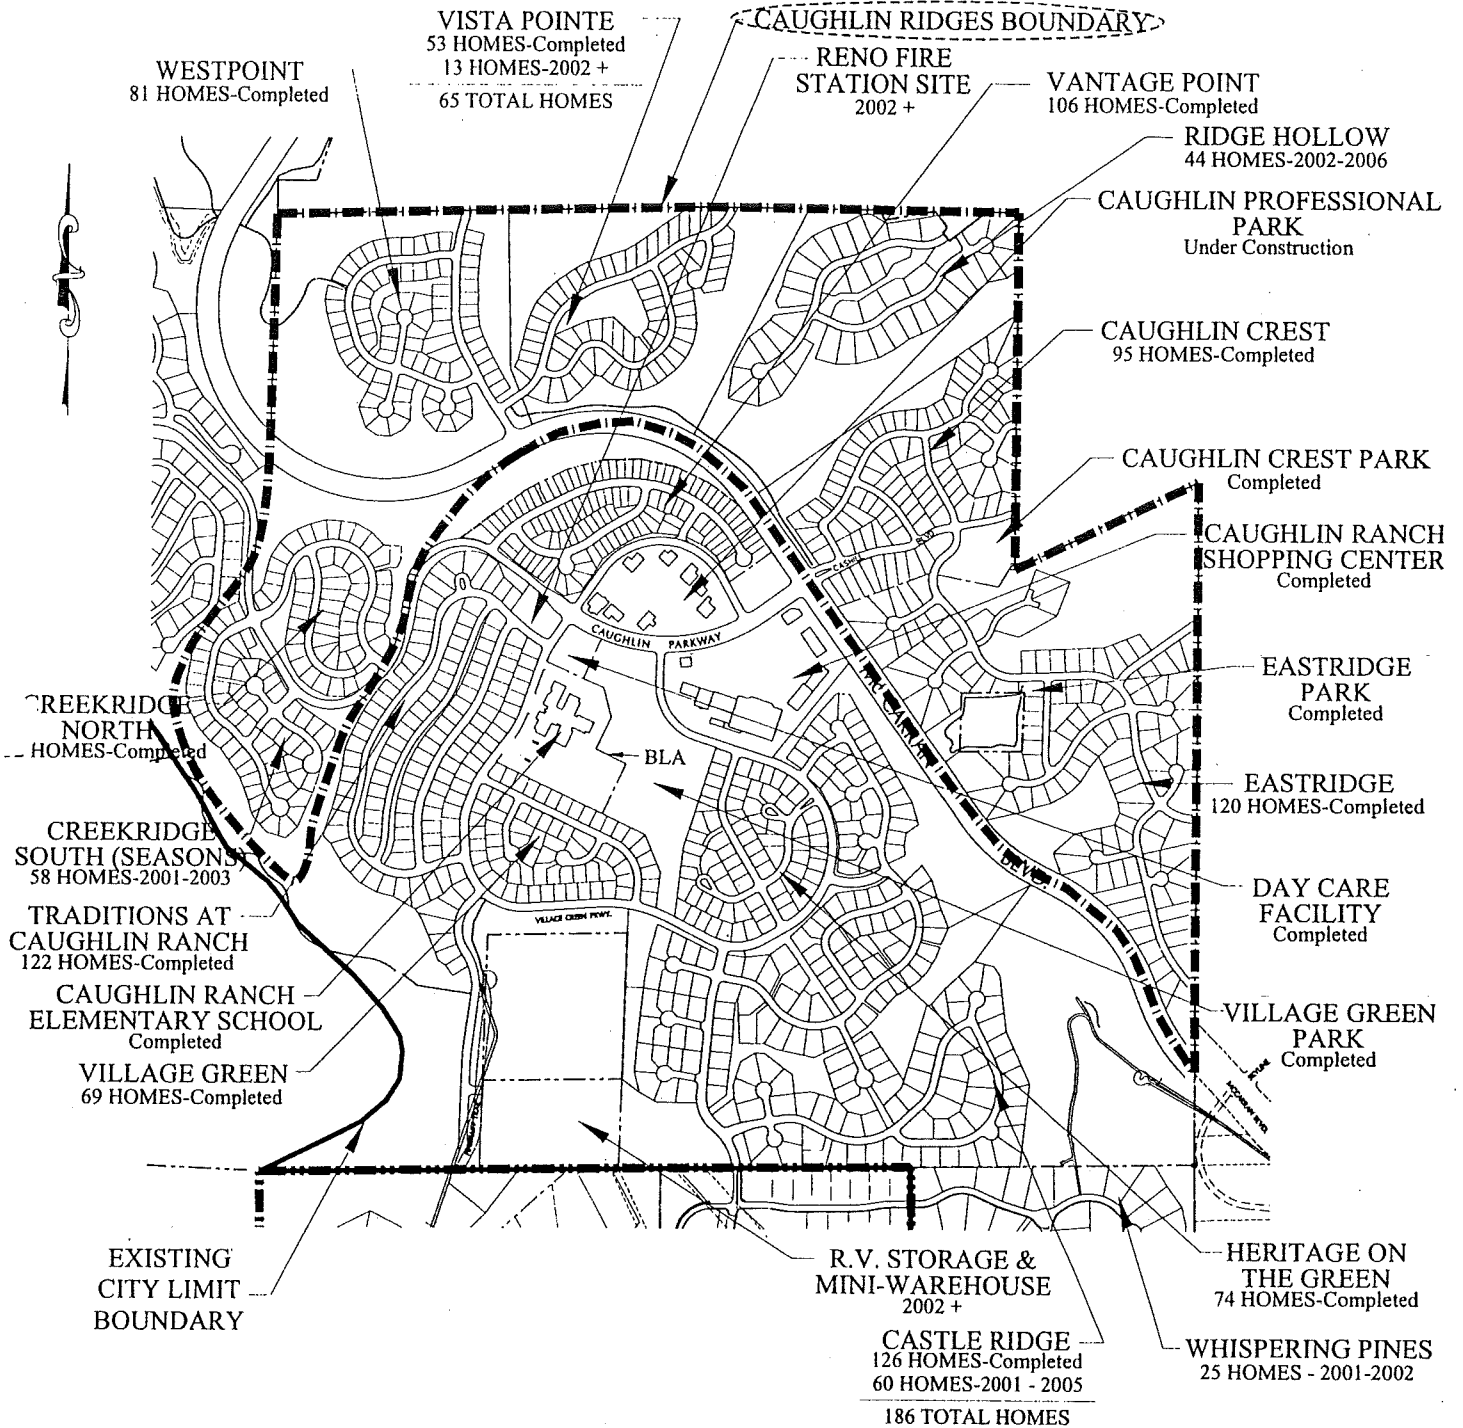 VISTA POINTE
53 HOMES-Completed
13 HOMES-2002 +
65 TOTAL HOMES
CAUGHLIN RIDGES BOUNDARY
WESTPOINT
81 HOMES-Completed
RENO FIRE
STATION SITE
2002 +
VANTAGE POINT
106 HOMES-Completed
RIDGE HOLLOW
44 HOMES-2002-2006
CAUGHLIN PROFESSIONAL
PARK
Under Construction
CAUGHLIN CREST
95 HOMES-Completed
CAUGHLIN CREST PARK
Completed
CAUGHLIN RANCH
SHOPPING CENTER
Completed
EASTRIDGE
PARK
Completed
EASTRIDGE
120 HOMES-Completed
DAY CARE
FACILITY
Completed
VILLAGE GREEN
PARK
Completed
CAUGHLIN PARKWAY
BLVD
BLA
VILLAGE GREEN PKWY.
CREEKRIDGE
NORTH
HOMES-Completed
CREEKRIDGE
SOUTH (SEASONS)
58 HOMES-2001-2003
TRADITIONS AT
CAUGHLIN RANCH
122 HOMES-Completed
CAUGHLIN RANCH
ELEMENTARY SCHOOL
Completed
VILLAGE GREEN
69 HOMES-Completed
EXISTING
CITY LIMIT
BOUNDARY
R.V. STORAGE &
MINI-WAREHOUSE
2002 +
CASTLE RIDGE
126 HOMES-Completed
60 HOMES-2001 - 2005
186 TOTAL HOMES
HERITAGE ON
THE GREEN
74 HOMES-Completed
WHISPERING PINES
25 HOMES - 2001-2002